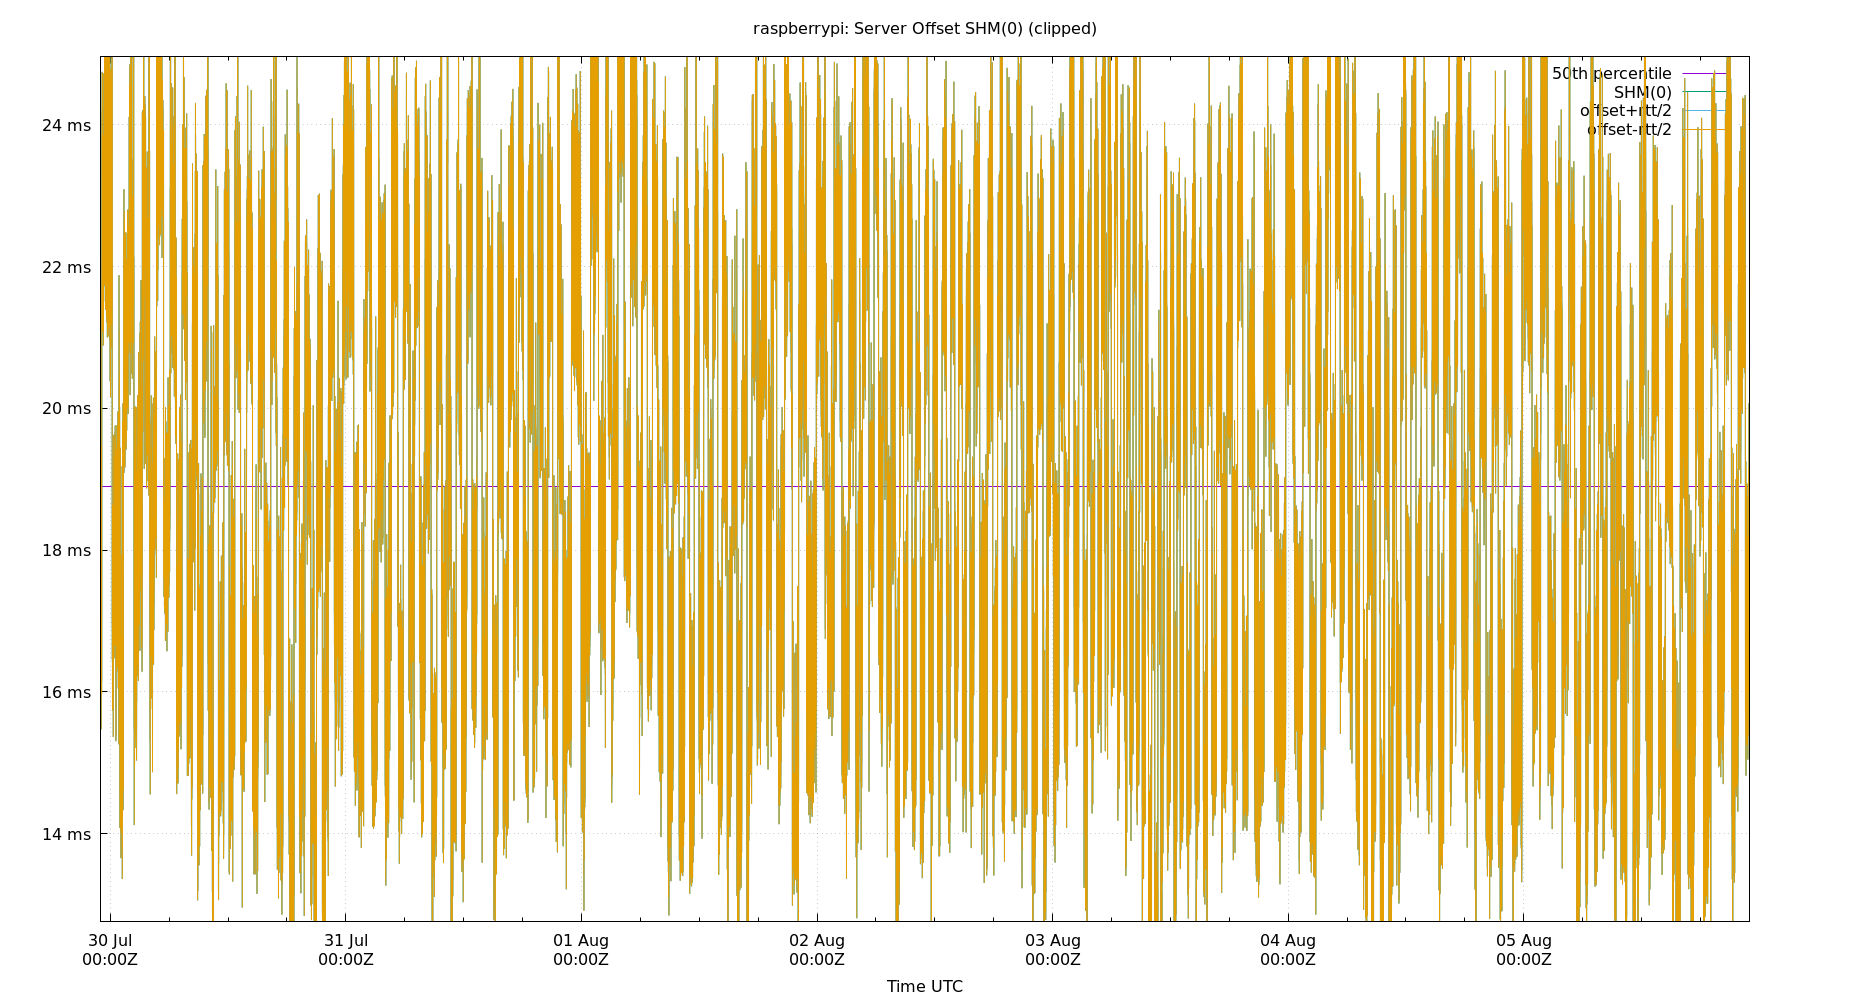 raspberrypi: Server Offset SHM(0) (clipped)
50th percentile
SHM(0)
offset+rtt/2
offset-rtt/2
24 ms
22 ms
20 ms
18 ms
16 ms
14 ms
30 Jul 31 Jul 01 Aug 02 Aug 03 Aug 04 Aug 05 Aug
00:00Z 00:00Z 00:00Z 00:00Z 00:00Z 00:00Z 00:00Z
Time UTC